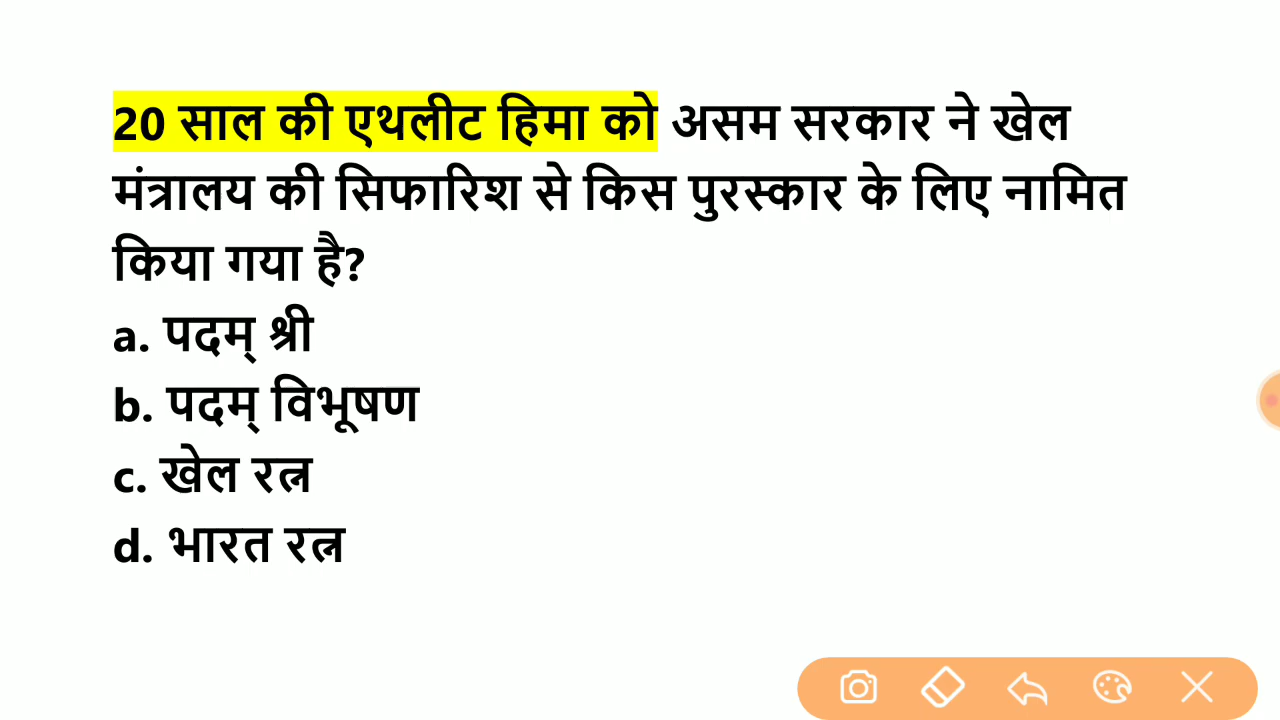 20 साल की एथलीट हिमा को असम सरकार ने खेल
मंत्रालय की सिफारिश से किस पुरस्कार के लिए नामित
किया गया है?
a. पदम् श्री
b. पदम् विभूषण
c. खेल रत्न
d. भारत रत्न